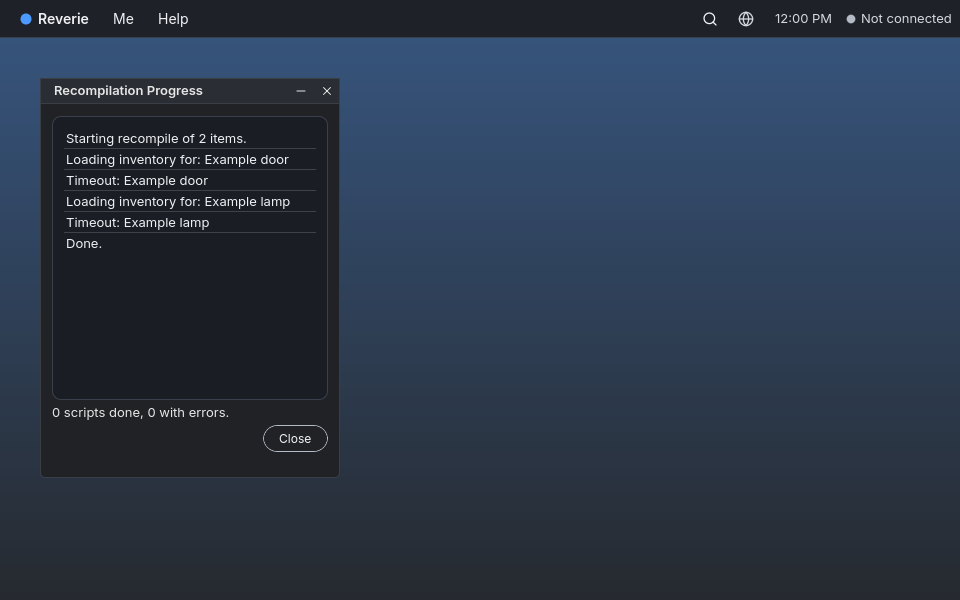 Reverie Me Help 12:00 PM Not connected
Recompilation Progress
Starting recompile of 2 items.
Loading inventory for: Example door
Timeout: Example door
Loading inventory for: Example lamp
Timeout: Example lamp
Done.
0 scripts done, 0 with errors.
Close